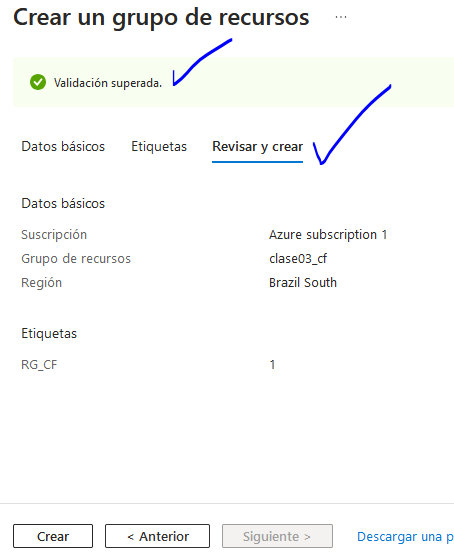 Crear un grupo de recursos ...
Validación superada.
Datos básicos Etiquetas Revisar y crear
Datos básicos
Suscripción Azure subscription 1
Grupo de recursos clase03_cf
Región Brazil South
Etiquetas
RG_CF 1
Crear < Anterior Siguiente > Descargar una p